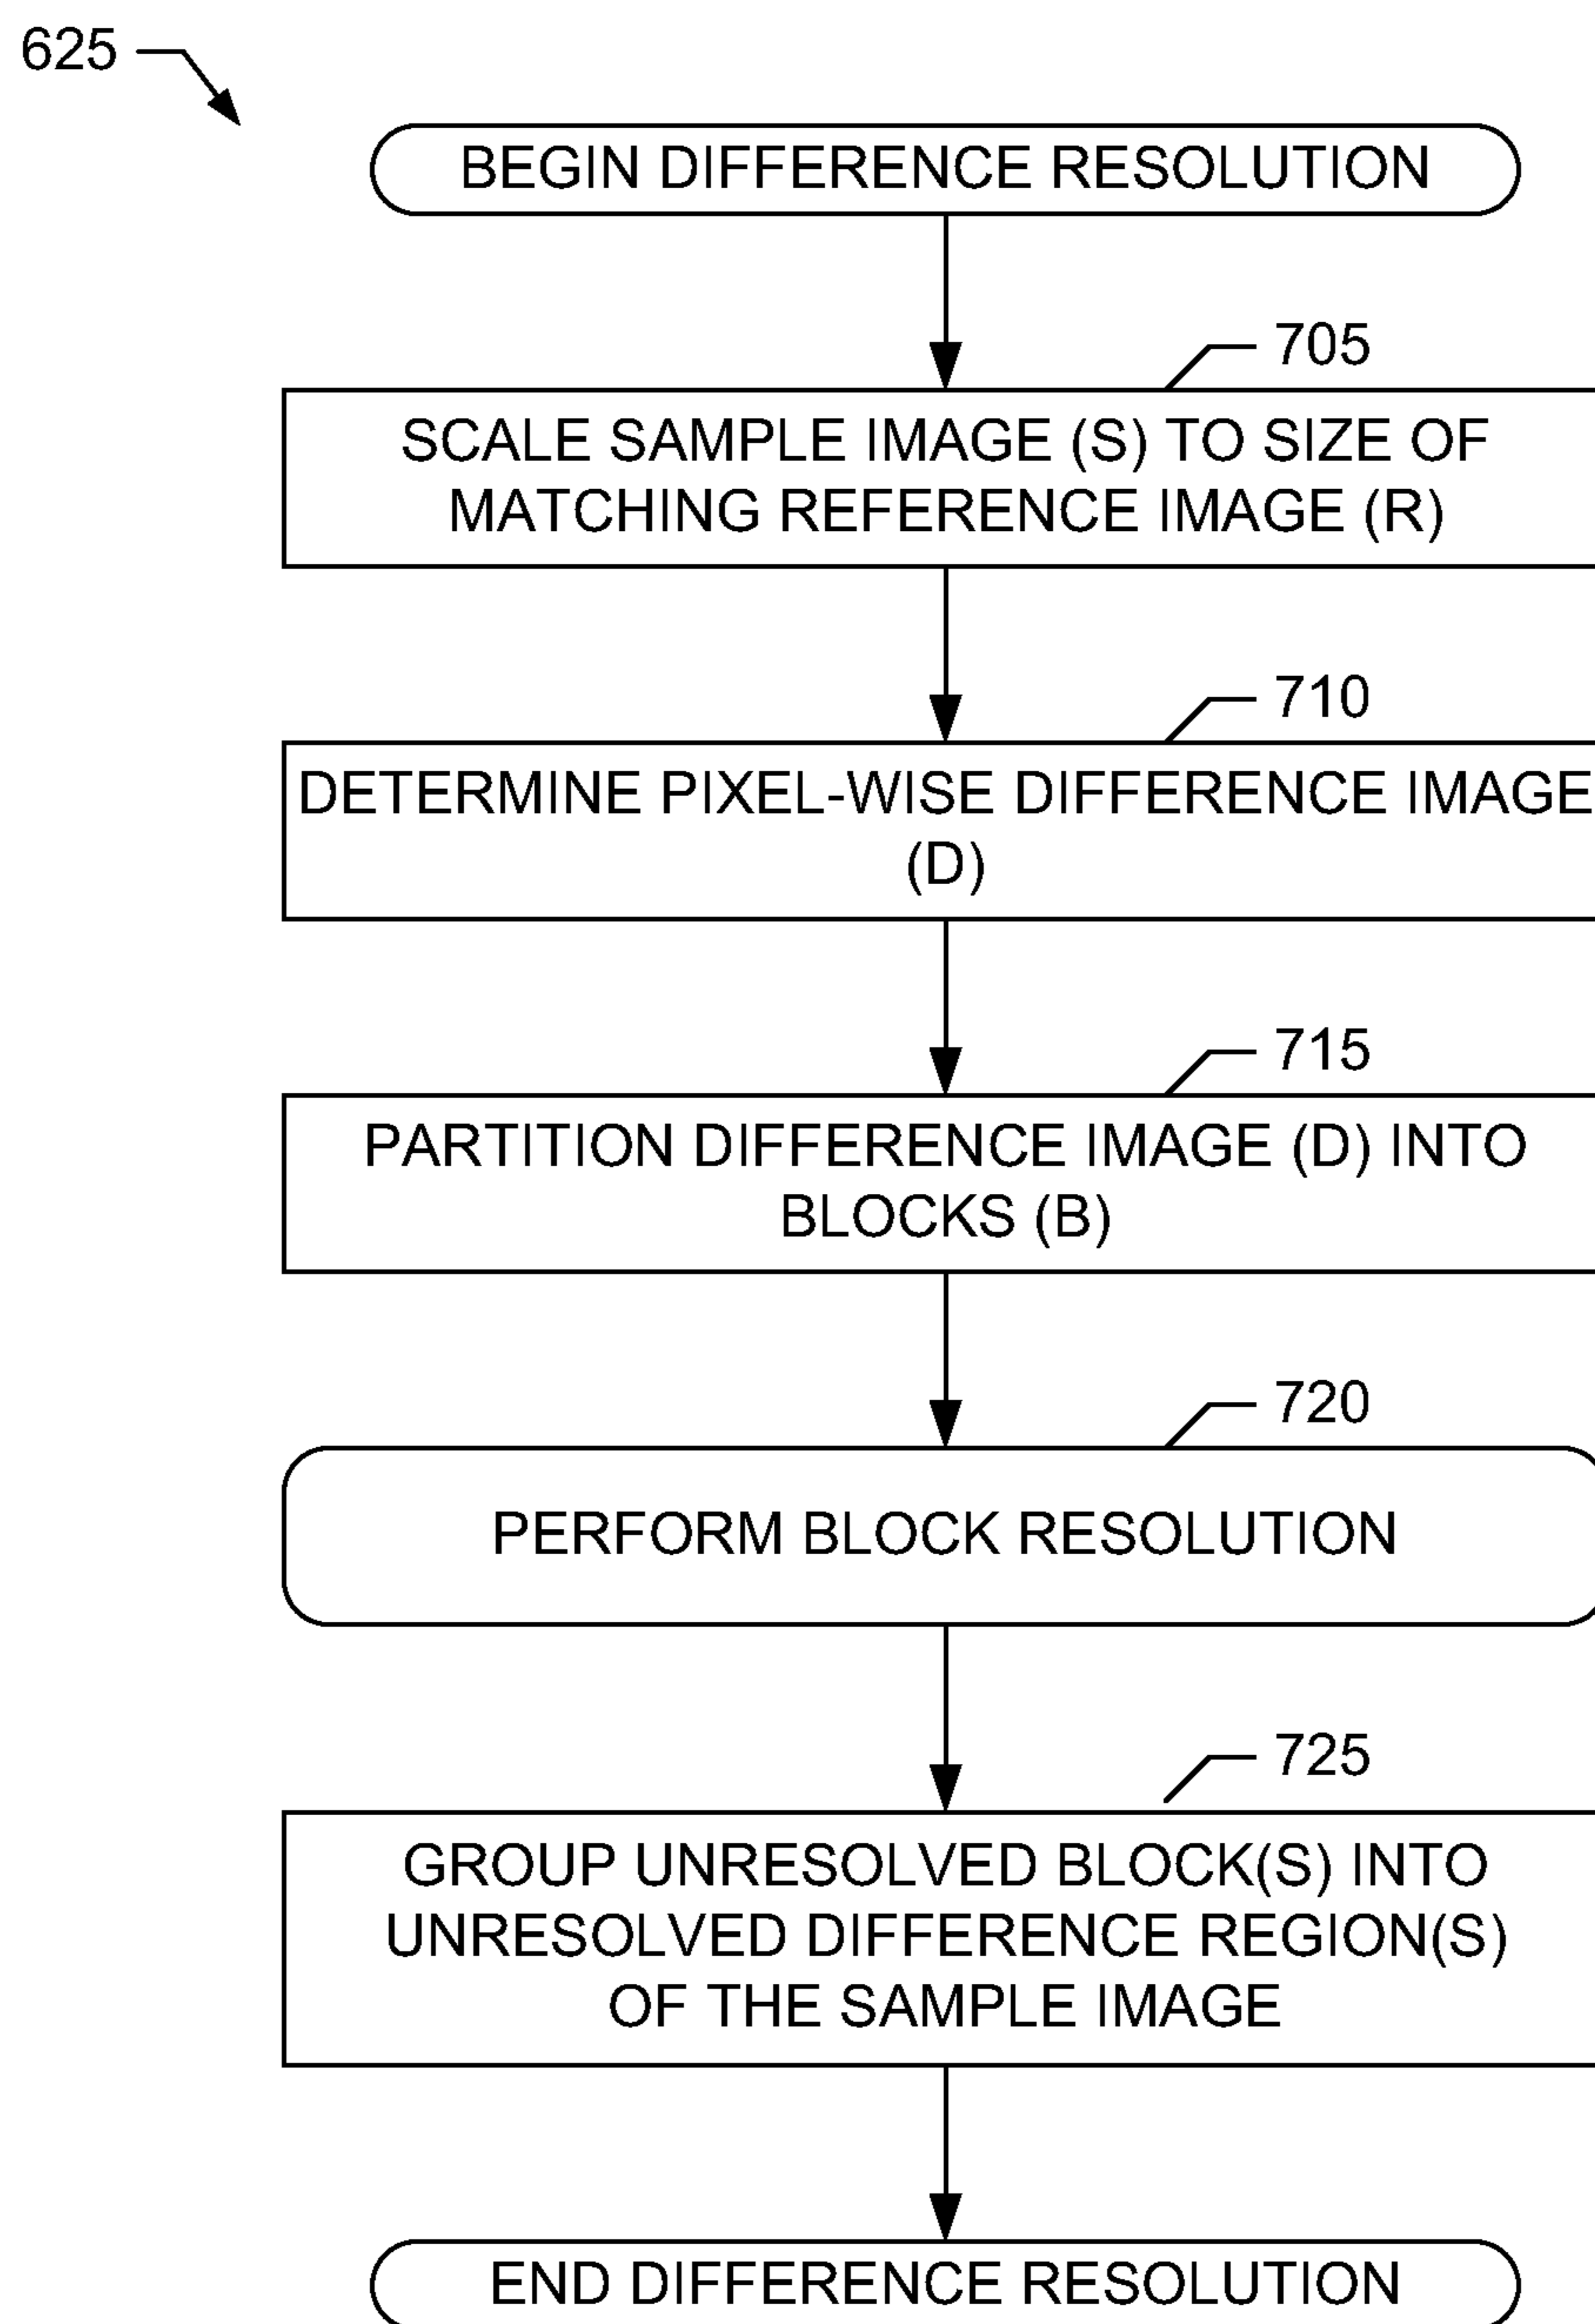 625
BEGIN DIFFERENCE RESOLUTION
705
SCALE SAMPLE IMAGE (S) TO SIZE OF
MATCHING REFERENCE IMAGE (R)
710
DETERMINE PIXEL-WISE DIFFERENCE IMAGE
(D)
715
PARTITION DIFFERENCE IMAGE (D) INTO
BLOCKS (B)
720
PERFORM BLOCK RESOLUTION
725
GROUP UNRESOLVED BLOCK(S) INTO
UNRESOLVED DIFFERENCE REGION(S)
OF THE SAMPLE IMAGE
END DIFFERENCE RESOLUTION